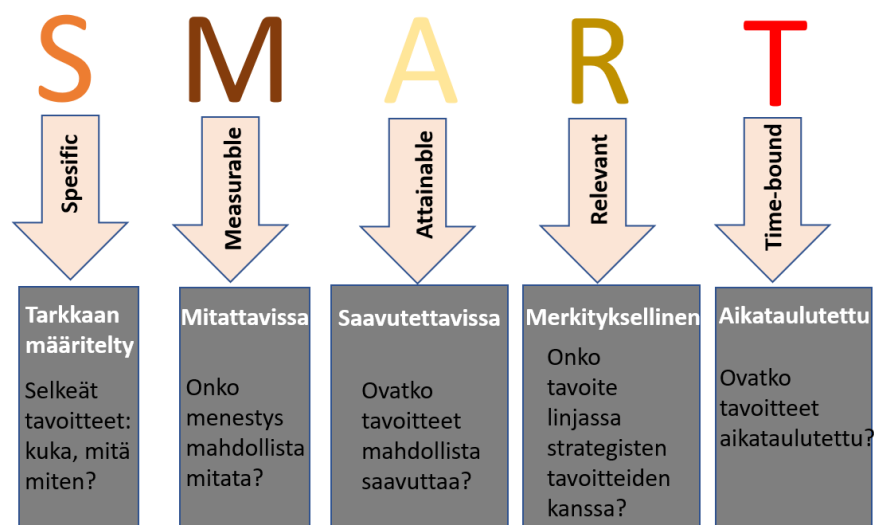 S M A R T
Spesific
Measurable
Attainable
Relevant
Time-bound
Tarkkaan
määritelty
Selkeät
tavoitteet:
kuka, mitä
miten?
Mitattavissa
Onko
menestys
mahdollista
mitata?
Saavutettavissa
Ovatko
tavoitteet
mahdollista
saavuttaa?
Merkityksellinen
Onko
tavoite
linjassa
strategisten
tavoitteiden
kanssa?
Aikataulutettu
Ovatko
tavoitteet
aikataulutettu?